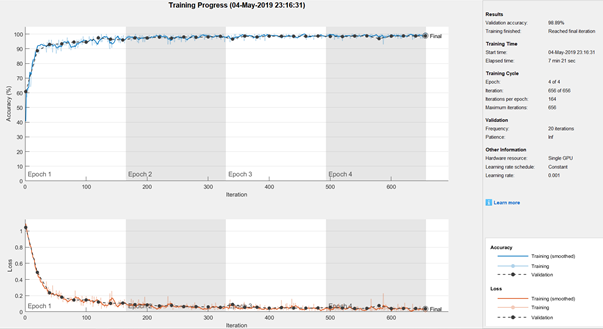 Training Progress (04-May-2019 23:16:31)
100
90
80
70
60
50
40
30
20
10
0
Accuracy (%)
Final
Epoch 1
Epoch 2
Epoch 3
Epoch 4
0
100
200
300
400
500
600
Iteration
1
0.8
0.6
0.4
0.2
0
Loss
Final
Epoch 1
Epoch 2
Epoch 3
Epoch 4
0
100
200
300
400
500
600
Iteration
Results
Validation accuracy: 98.89%
Training finished: Reached final iteration
Training Time
Start time: 04-May-2019 23:16:31
Elapsed time: 7 min 21 sec
Training Cycle
Epoch: 4 of 4
Iteration: 656 of 656
Iterations per epoch: 164
Maximum iterations: 656
Validation
Frequency: 20 iterations
Patience: Inf
Other Information
Hardware resource: Single GPU
Learning rate schedule: Constant
Learning rate: 0.001
i Learn more
Accuracy
Training (smoothed)
Training
Validation
Loss
Training (smoothed)
Training
Validation